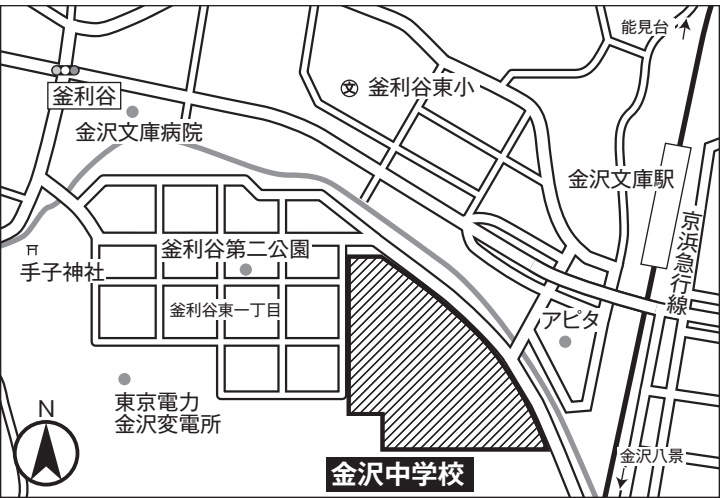 能見台
文 釜利谷東小
釜利谷
金沢文庫病院
金沢文庫駅
京浜急行線
釜利谷第二公園
手子神社
釜利谷東一丁目
アピタ
東京電力
金沢変電所
N
金沢八景
金沢中学校